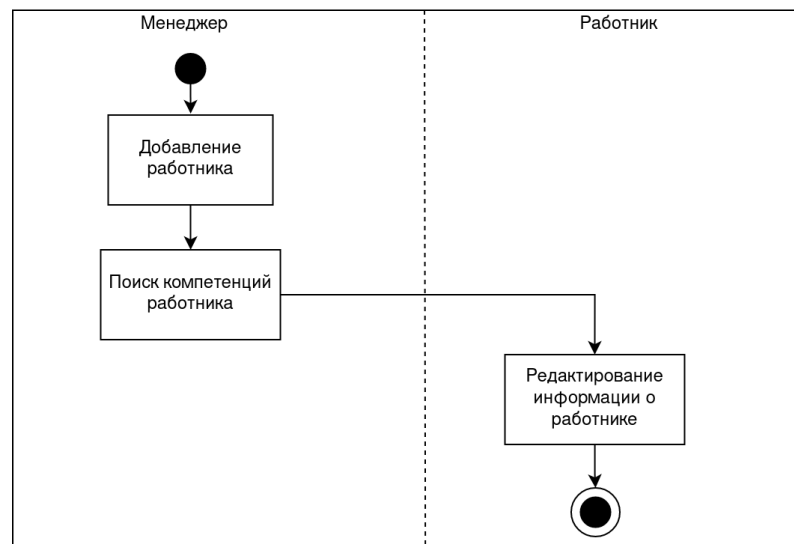 Менеджер
Работник
Добавление
работника
Поиск компетенций
работника
Редактирование
информации о
работнике